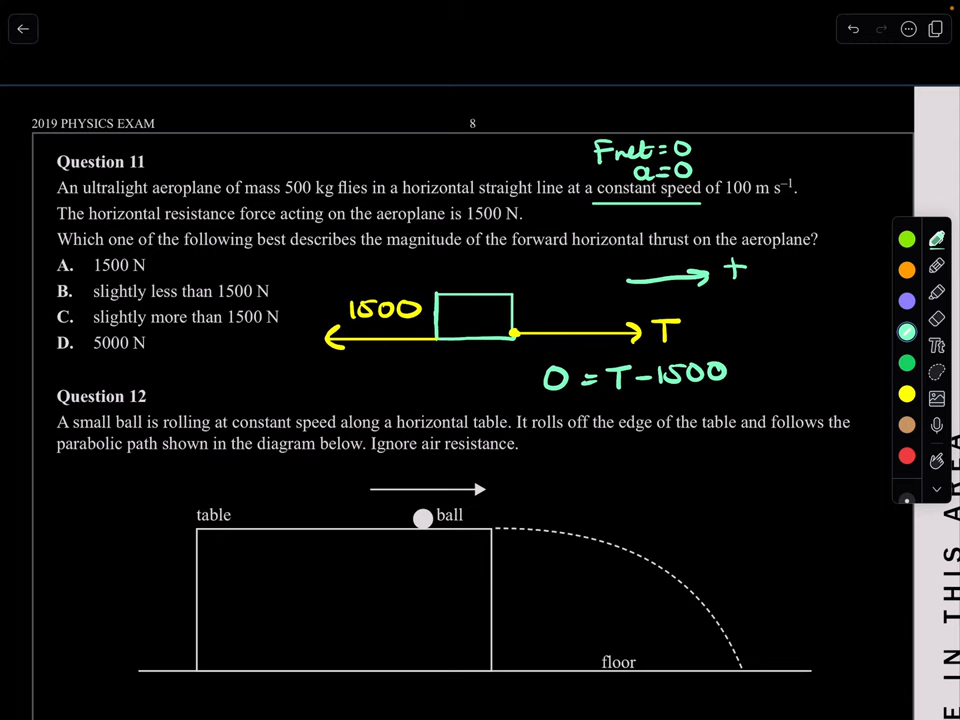 2019 PHYSICS EXAM
8
Fnet = 0
a = 0
Question 11
An ultralight aeroplane of mass 500 kg flies in a horizontal straight line at a constant speed of 100 m s⁻¹.
The horizontal resistance force acting on the aeroplane is 1500 N.
Which one of the following best describes the magnitude of the forward horizontal thrust on the aeroplane?
A. 1500 N
B. slightly less than 1500 N
C. slightly more than 1500 N
D. 5000 N
+
1500
T
0 = T - 1500
Question 12
A small ball is rolling at constant speed along a horizontal table. It rolls off the edge of the table and follows the
parabolic path shown in the diagram below. Ignore air resistance.
table
ball
floor
E IN THIS AREA
Tt